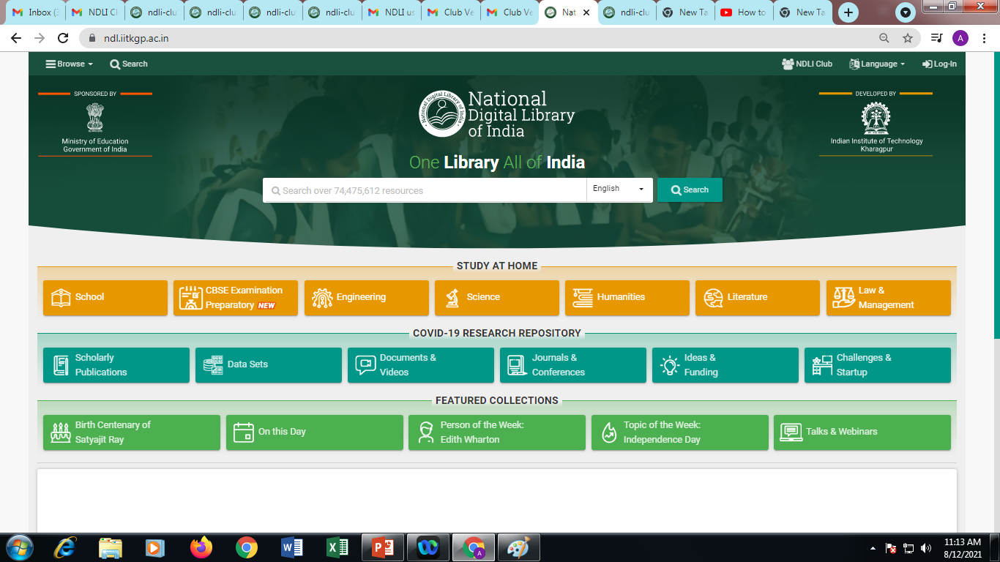 Inbox (3
NDLI Cl
ndli-clu
ndli-clu
ndli-clu
ndli-clu
NDLI us
Club Ve
Club Ve
Nat
ndli-clu
New Ta
How to
New Ta
ndl.iitkgp.ac.in
A
Browse
Search
NDLI Club
Language
Log-In
SPONSORED BY
Ministry of Education
Government of India
National Digital Library of India
National
Digital Library
of India
DEVELOPED BY
Indian Institute of Technology
Kharagpur
One Library All of India
Search over 74,475,612 resources
English
Search
STUDY AT HOME
School
CBSE Examination
Preparatory NEW
Engineering
Science
Humanities
Literature
Law &
Management
COVID-19 RESEARCH REPOSITORY
Scholarly
Publications
Data Sets
Documents &
Videos
Journals &
Conferences
Ideas &
Funding
Challenges &
Startup
FEATURED COLLECTIONS
Birth Centenary of
Satyajit Ray
On this Day
Person of the Week:
Edith Wharton
Topic of the Week:
Independence Day
Talks & Webinars
11:13 AM
8/12/2021